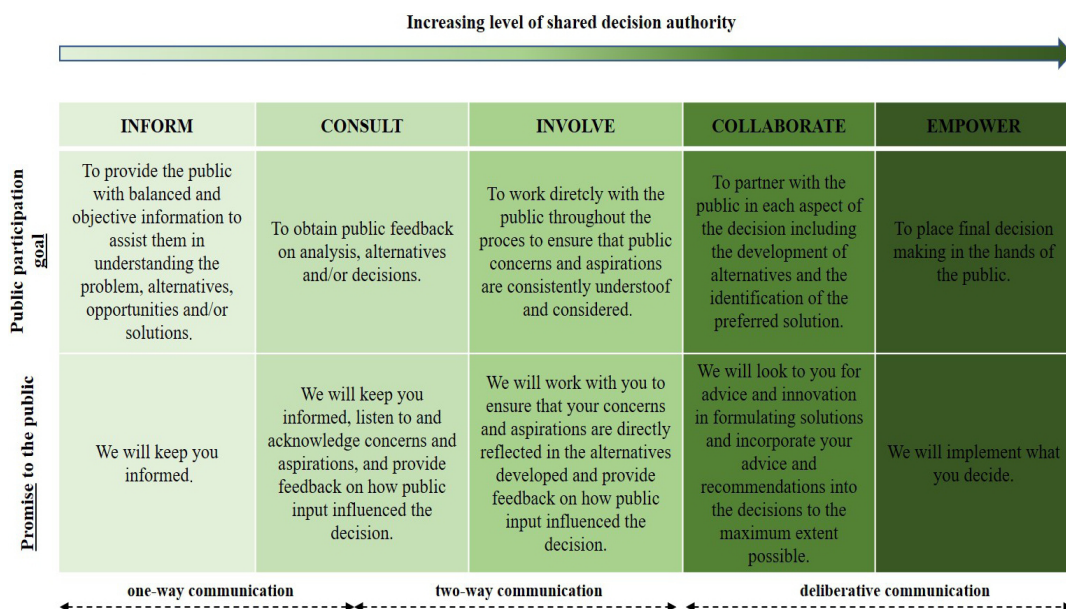 Increasing level of shared decision authority
INFORM
CONSULT
INVOLVE
COLLABORATE
EMPOWER
Public participation
goal
To provide the public
with balanced and
objective information to
assist them in
understanding the
problem, alternatives,
opportunities and/or
solutions.
To obtain public feedback
on analysis, alternatives
and/or decisions.
To work diretcly with the
public throughout the
proces to ensure that public
concerns and aspirations
are consistently understoof
and considered.
To partner with the
public in each aspect of
the decision including
the development of
alternatives and the
identification of the
preferred solution.
To place final decision
making in the hands of
the public.
Promise to the public
We will keep you
informed.
We will keep you
informed, listen to and
acknowledge concerns and
aspirations, and provide
feedback on how public
input influenced the
decision.
We will work with you to
ensure that your concerns
and aspirations are directly
reflected in the alternatives
developed and provide
feedback on how public
input influenced the
decision.
We will look to you for
advice and innovation
in formulating solutions
and incorporate your
advice and
recommendations into
the decisions to the
maximum extent
possible.
We will implement what
you decide.
one-way communication
two-way communication
deliberative communication